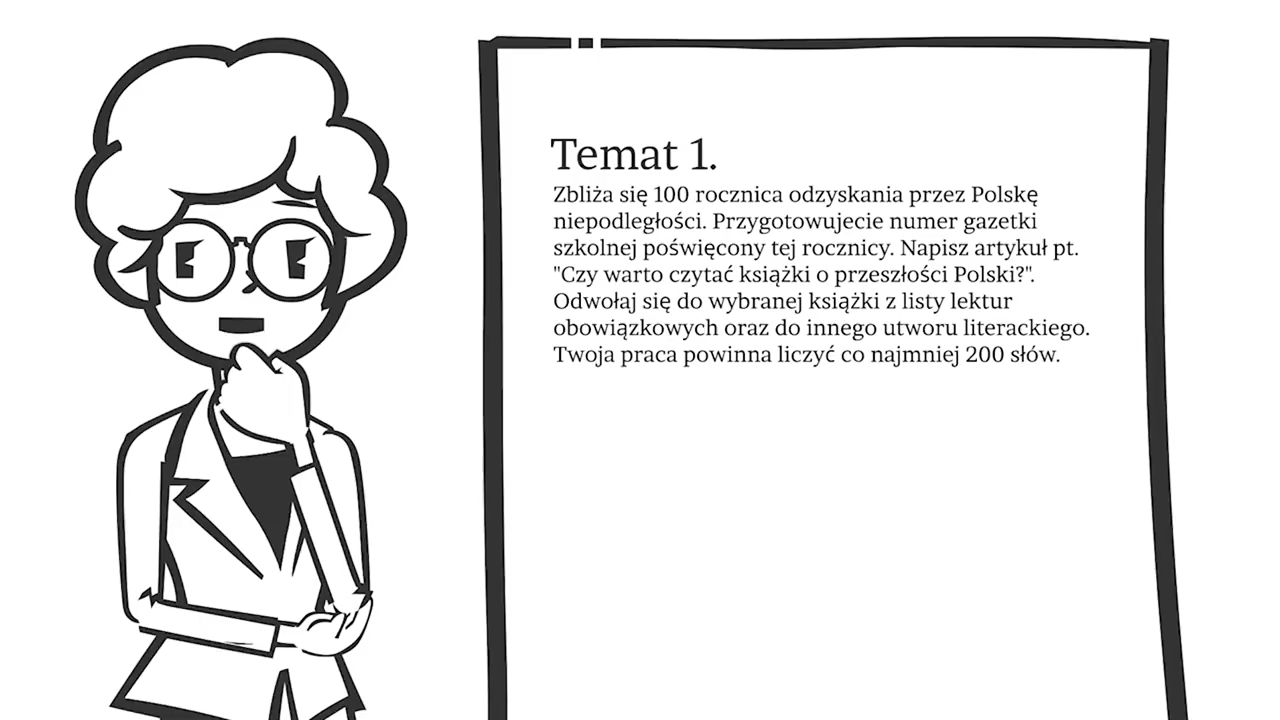 Temat 1.
Zbliża się 100 rocznica odzyskania przez Polskę
niepodległości. Przygotowujecie numer gazetki
szkolnej poświęcony tej rocznicy. Napisz artykuł pt.
"Czy warto czytać książki o przeszłości Polski?".
Odwołaj się do wybranej książki z listy lektur
obowiązkowych oraz do innego utworu literackiego.
Twoja praca powinna liczyć co najmniej 200 słów.